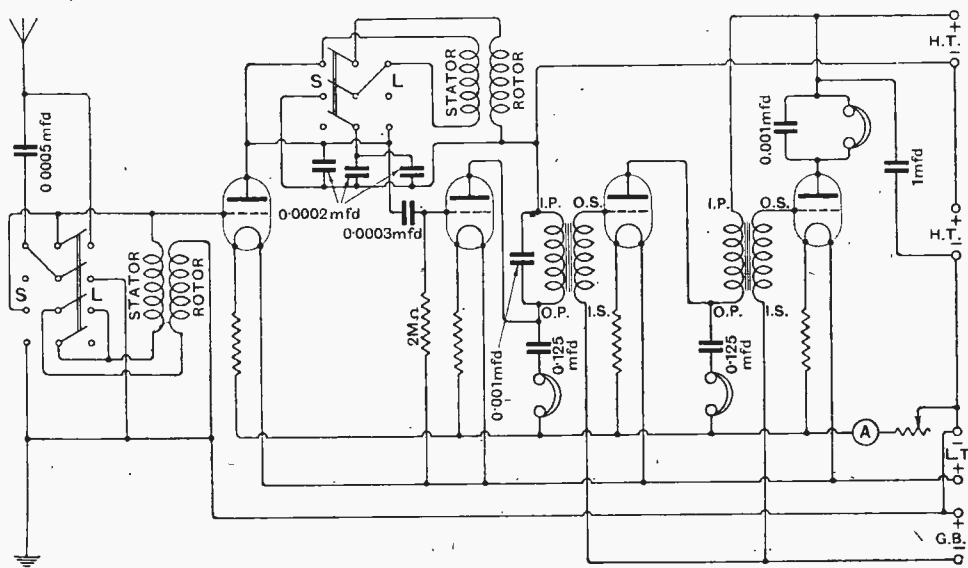 H.T.
+
−
0·0005mfd
S
L
STATOR
ROTOR
S
L
STATOR
ROTOR
0·0002mfd
0·0003mfd
2MΩ
I.P.
O.S.
O.P.
I.S.
0·001mfd
0·125
mfd
I.P.
O.S.
O.P.
I.S.
0·125
mfd
0.001mfd
1mfd
+
H.T.
−
A
−
L.T.
+
+
G.B.
−